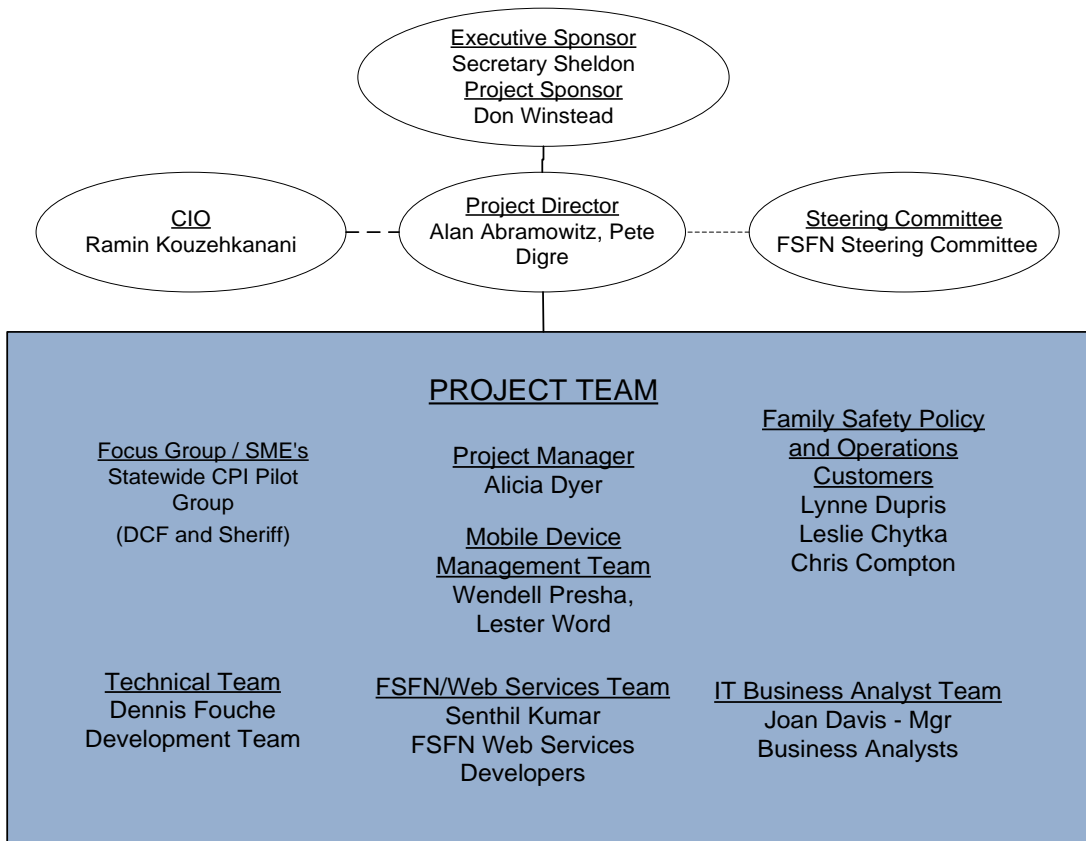 Executive Sponsor
Secretary Sheldon
Project Sponsor
Don Winstead
CIO
Ramin Kouzehkanani
Project Director
Alan Abramowitz, Pete
Digre
Steering Committee
FSFN Steering Committee
PROJECT TEAM
Focus Group / SME's
Statewide CPI Pilot
Group
(DCF and Sheriff)
Project Manager
Alicia Dyer
Mobile Device
Management Team
Wendell Presha,
Lester Word
Family Safety Policy
and Operations
Customers
Lynne Dupris
Leslie Chytka
Chris Compton
Technical Team
Dennis Fouche
Development Team
FSFN/Web Services Team
Senthil Kumar
FSFN Web Services
Developers
IT Business Analyst Team
Joan Davis - Mgr
Business Analysts